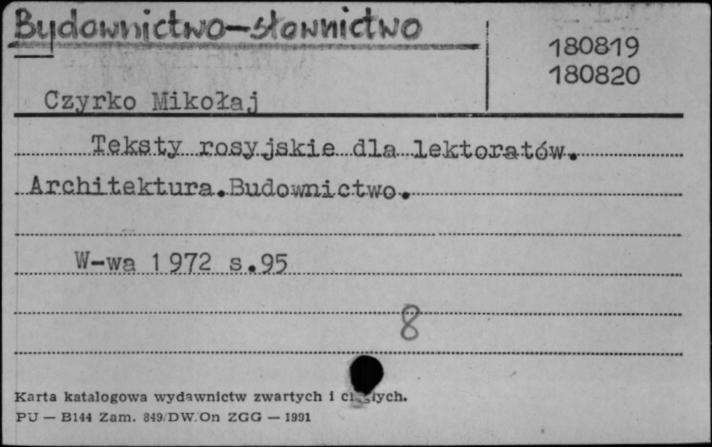 Budownictwo-słownictwo
180819
180820
Czyrko Mikołaj
Teksty rosyjskie dla lektoratów.
Architektura.Budownictwo.
W-wa 1972 s.95
8
Karta katalogowa wydawnictw zwartych i ciągłych.
PU — B144 Zam. 849/DW/On ZGG — 1991